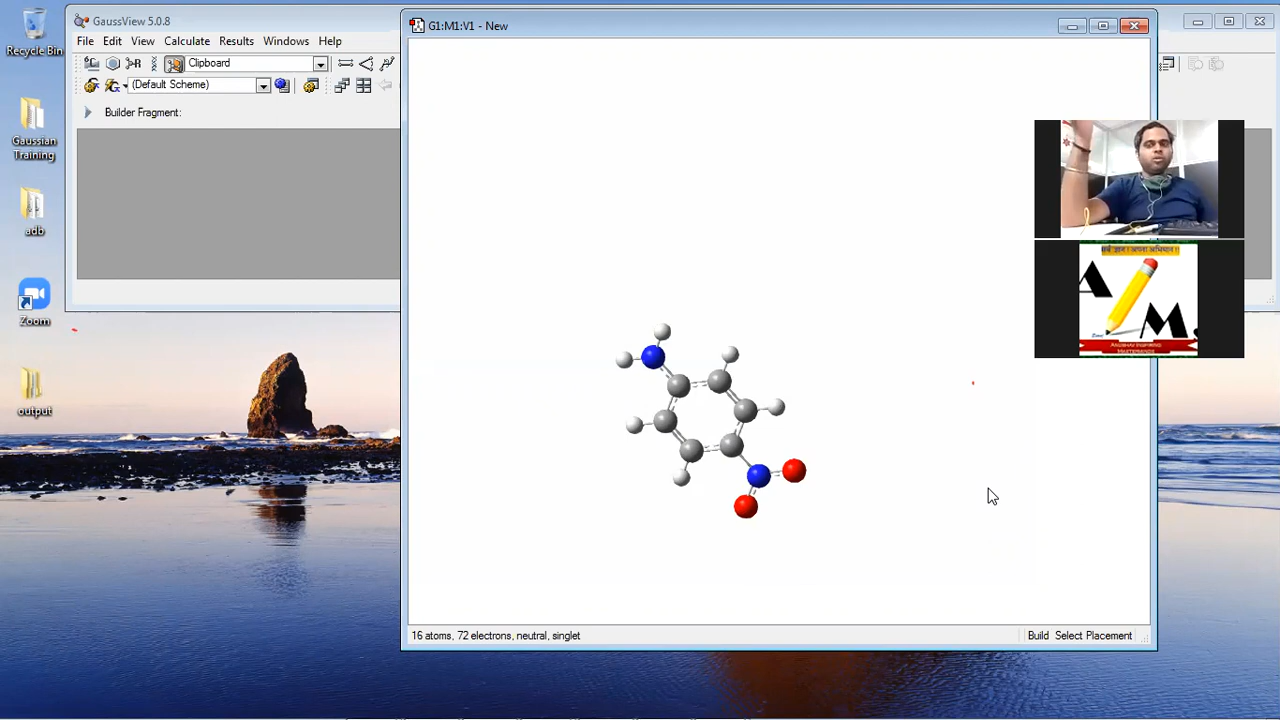 Recycle Bin
Gaussian
Training
adb
Zoom
output
GaussView 5.0.8
File Edit View Calculate Results Windows Help
Clipboard
(Default Scheme)
Builder Fragment:
G1:M1:V1 - New
16 atoms, 72 electrons, neutral, singlet
Build Select Placement
A
M